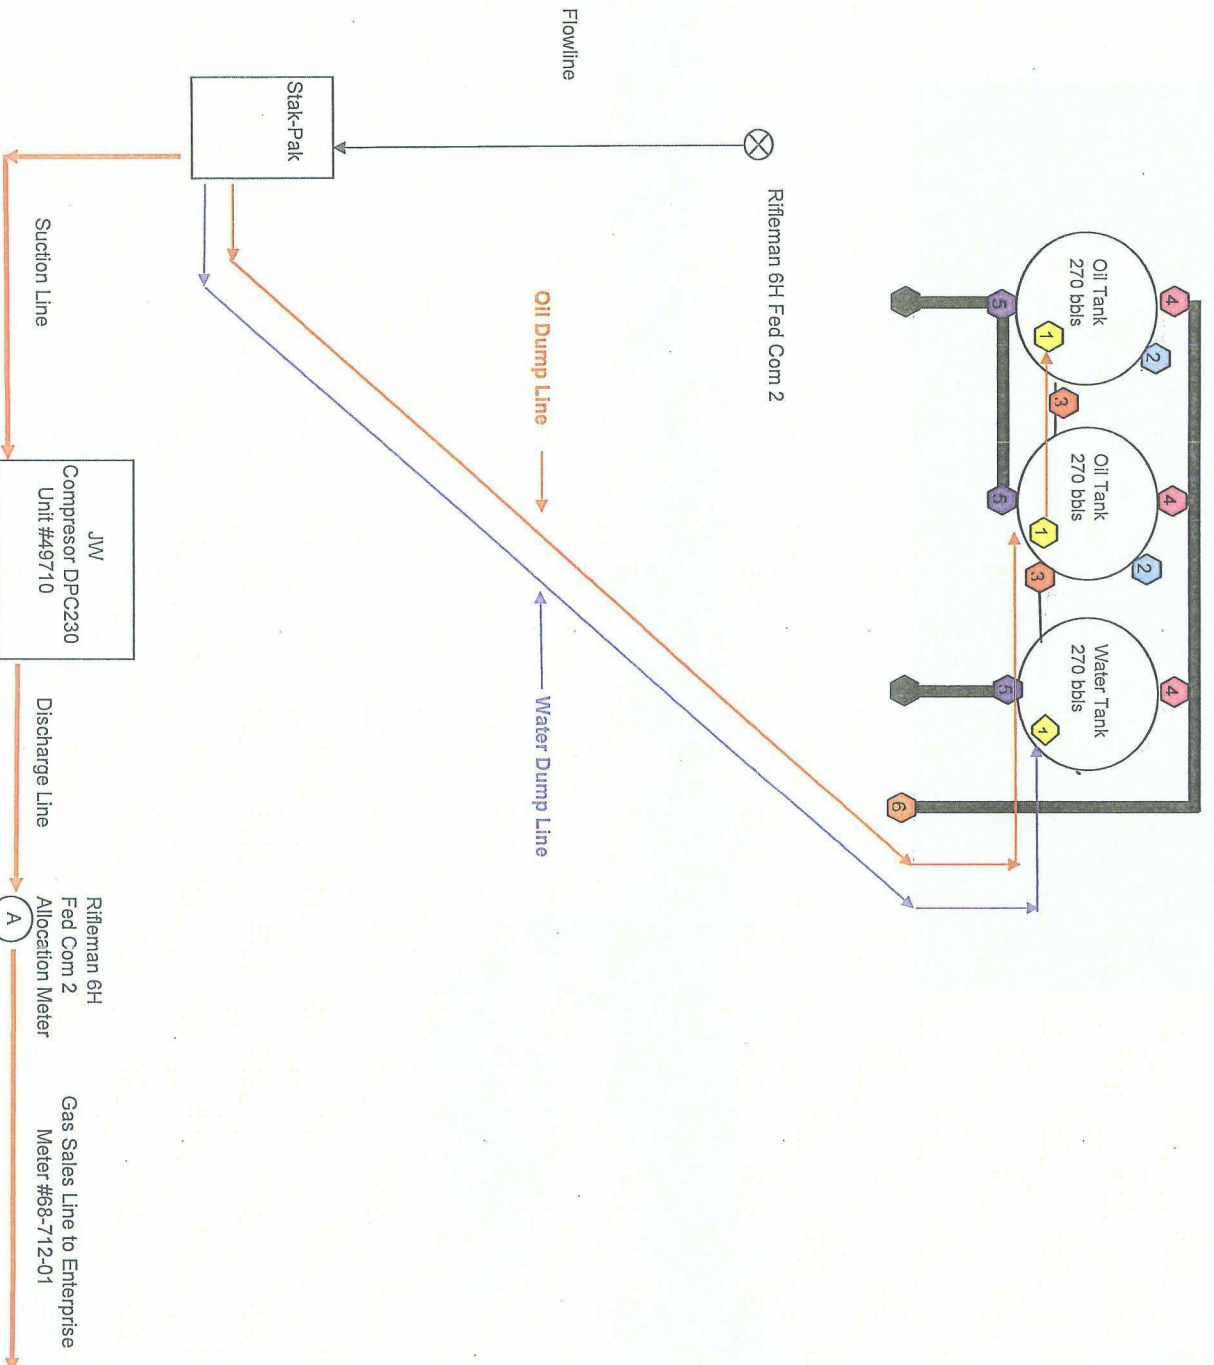 4
4
4
Oil Tank
270 bbls
2
Oil Tank
270 bbls
2
Water Tank
270 bbls
1
3
1
3
1
5
5
5
6
Rifleman 6H Fed Com 2
Flowline
Oil Dump Line
Water Dump Line
Stak-Pak
Suction Line
JW
Compresor DPC230
Unit #49710
Discharge Line
Rifleman 6H
Fed Com 2
Allocation Meter
A
Gas Sales Line to Enterprise
Meter #68-712-01